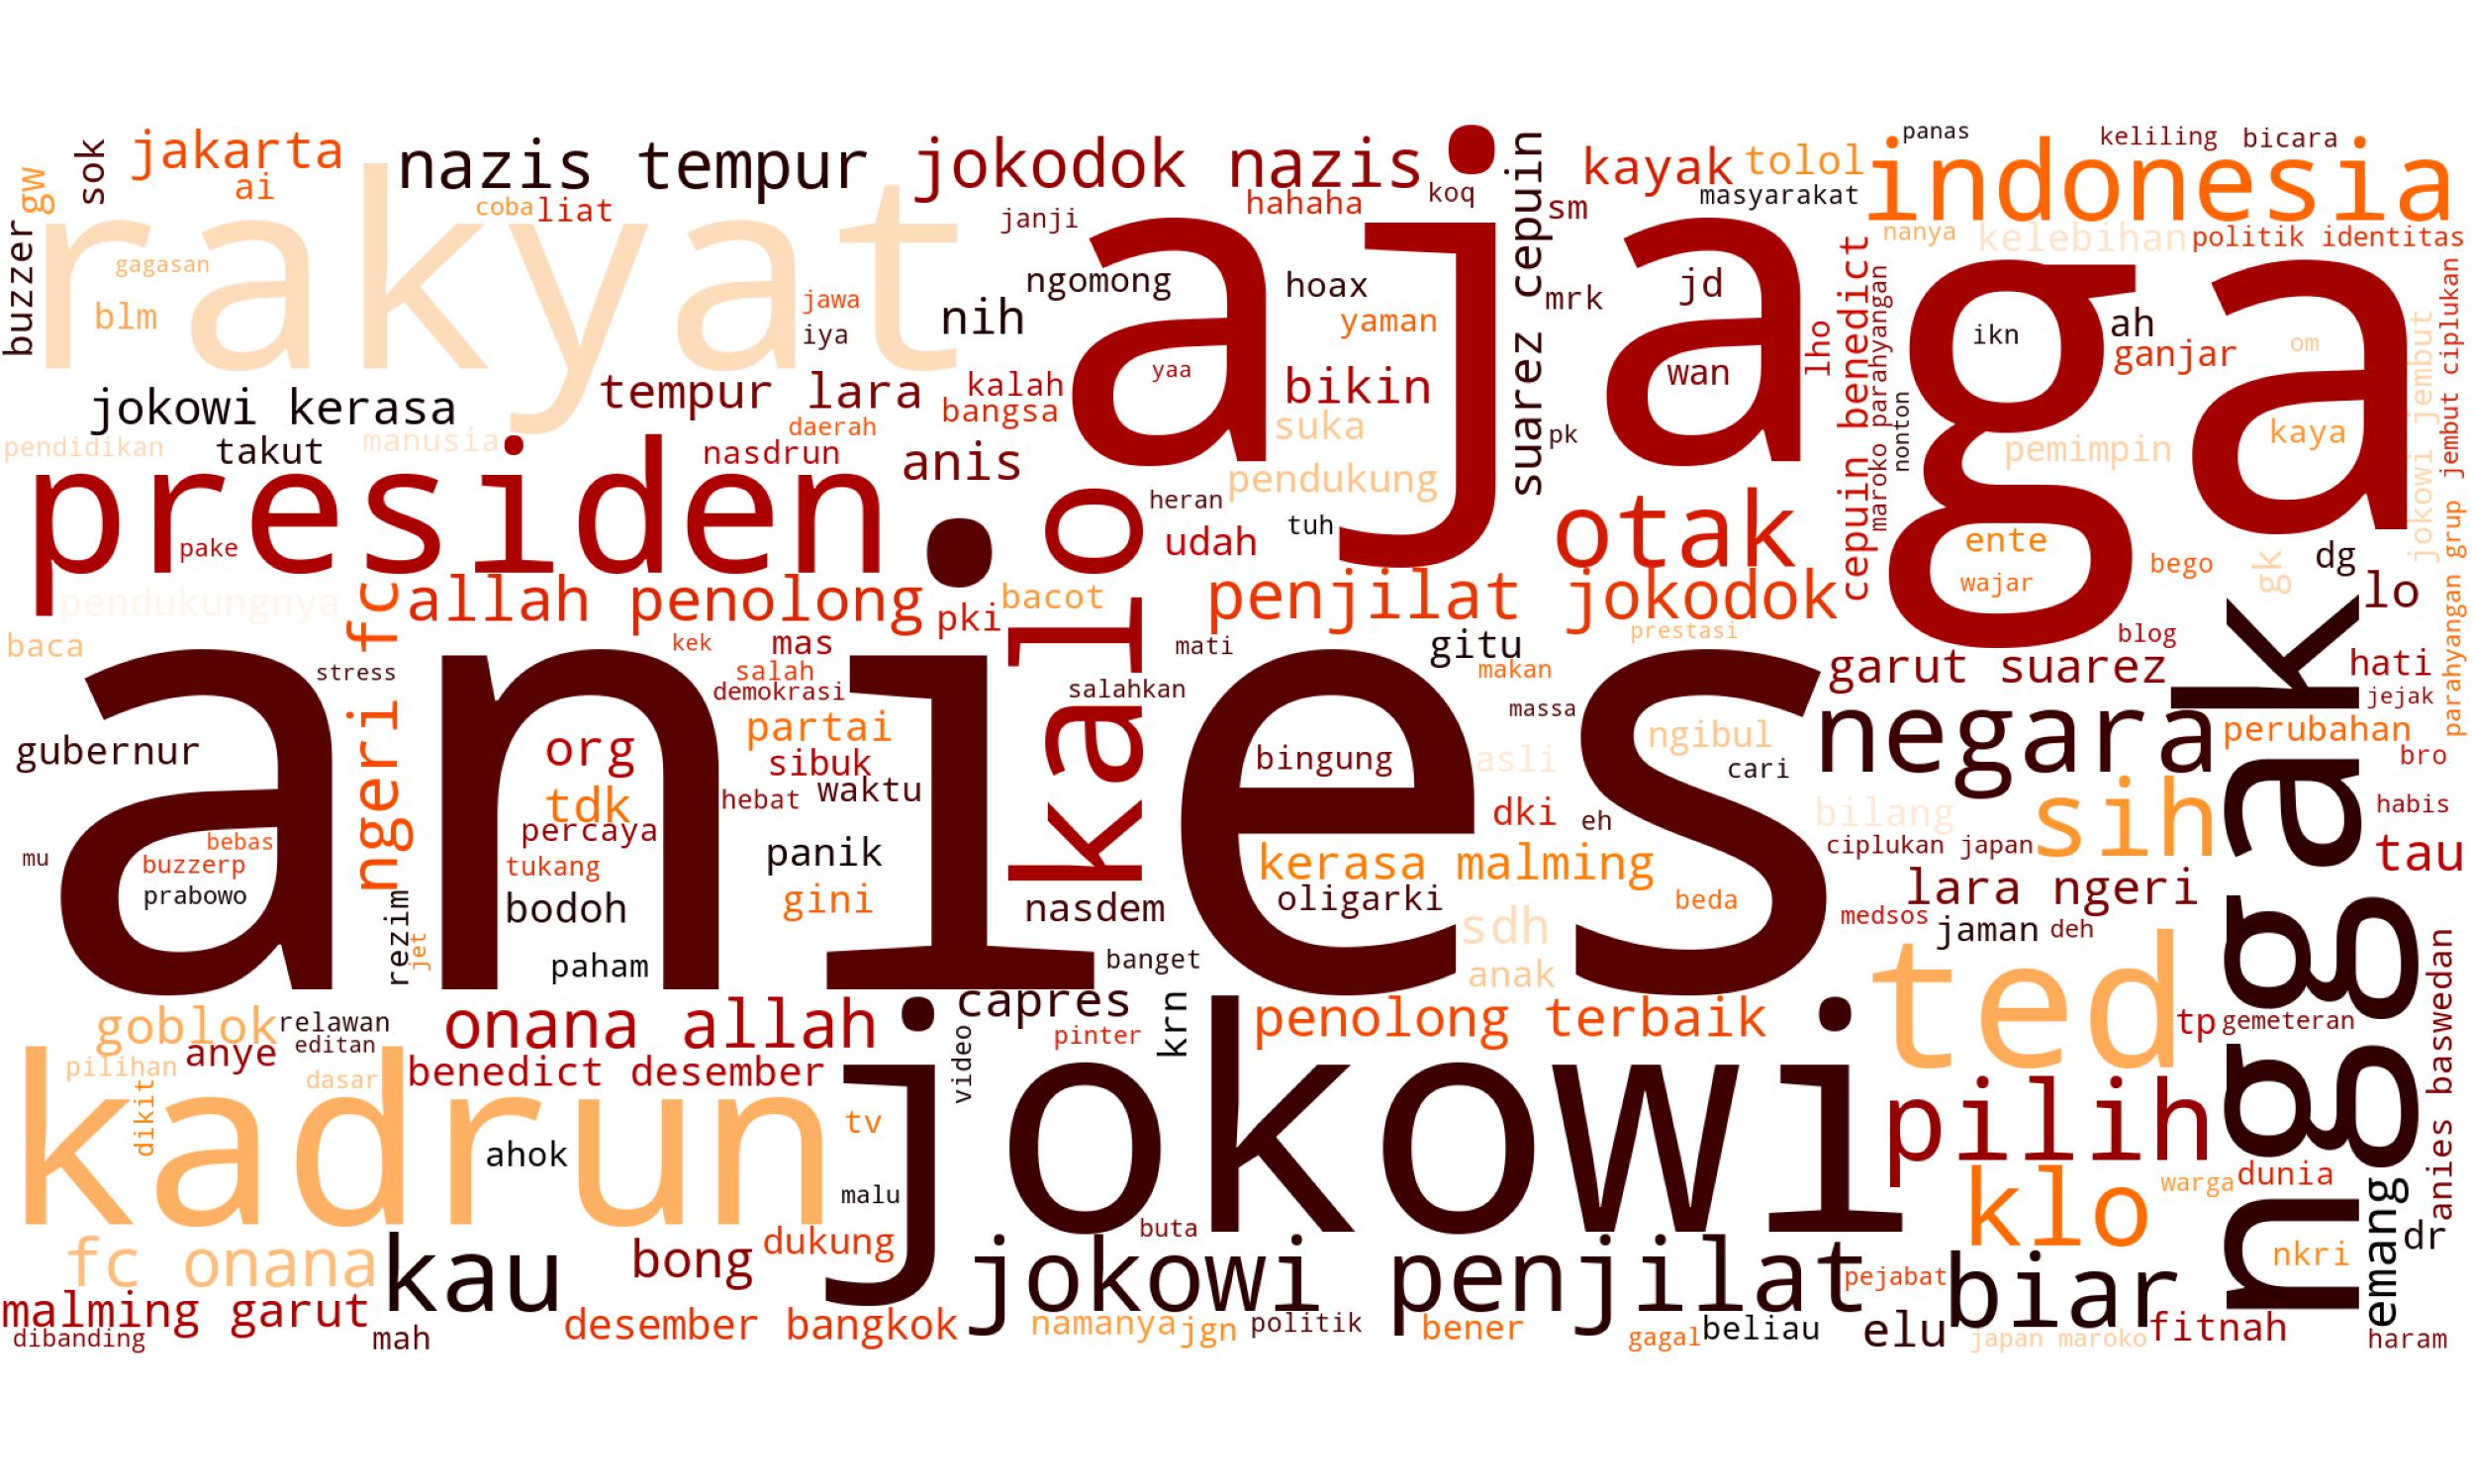 panas
keliling
bicara
sok
jakarta
nazis tempur
jokodok nazis
kayak
tolol
indonesia
gw
ai
coba
liat
janji
hahaha
koq
suarez cepuin
sm
masyarakat
nanya
kelebihan
politik identitas
buzzer
rakyat
aja
ga
gagasan
blm
jawa
iya
nih
ngomong
hoax
yaman
mrk
jd
lho
cepuin benedict
maroko parahyangan
ikn
ah
ganjar
om
jokowi jembut
jembut ciplukan
jokowi kerasa
tempur lara
kalah
bangsa
yaa
bikin
wan
daerah
suka
pk
nonton
kaya
pendidikan
takut
manusia
nasdrun
anis
pendukung
pemimpin
presiden
pake
kalo
heran
udah
tuh
otak
ente
wajar
bego
gk
dg
lo
parahyangan grup
pendukungnya
ngeri fc
allah penolong
pki
bacot
penjilat jokodok
prestasi
blog
baca
kek
mas
mati
gitu
makan
garut suarez
hati
stress
salah
demokrasi
salahkan
massa
jejak
anies
gubernur
org
partai
sibuk
bingung
asli
ngibul
cari
negara
nggak
perubahan
bro
tdk
hebat
waktu
dki
eh
bilang
sih
habis
bebas
buzzerp
prabowo
mu
percaya
tukang
panik
kerasa malming
ciplukan japan
tau
rezim
jet
bodoh
gini
nasdem
oligarki
beda
lara ngeri
medsos
jaman
deh
paham
banget
sdh
anak
anies baswedan
goblok
relawan
editan
onana allah
capres
pinter
krn
penolong terbaik
ted
tp
gemeteran
anye
pilihan
dasar
benedict desember
video
jokowi
dikit
kadrun
tv
pilih
ahok
malu
klo
warga
dunia
buta
emang
dr
fc onana
kau
bong
dukung
jokowi penjilat
pejabat
biar
nkri
malming garut
desember bangkok
namanya
jgn
politik
bener
gagal
beliau
elu
japan maroko
fitnah
haram
dibanding
mah